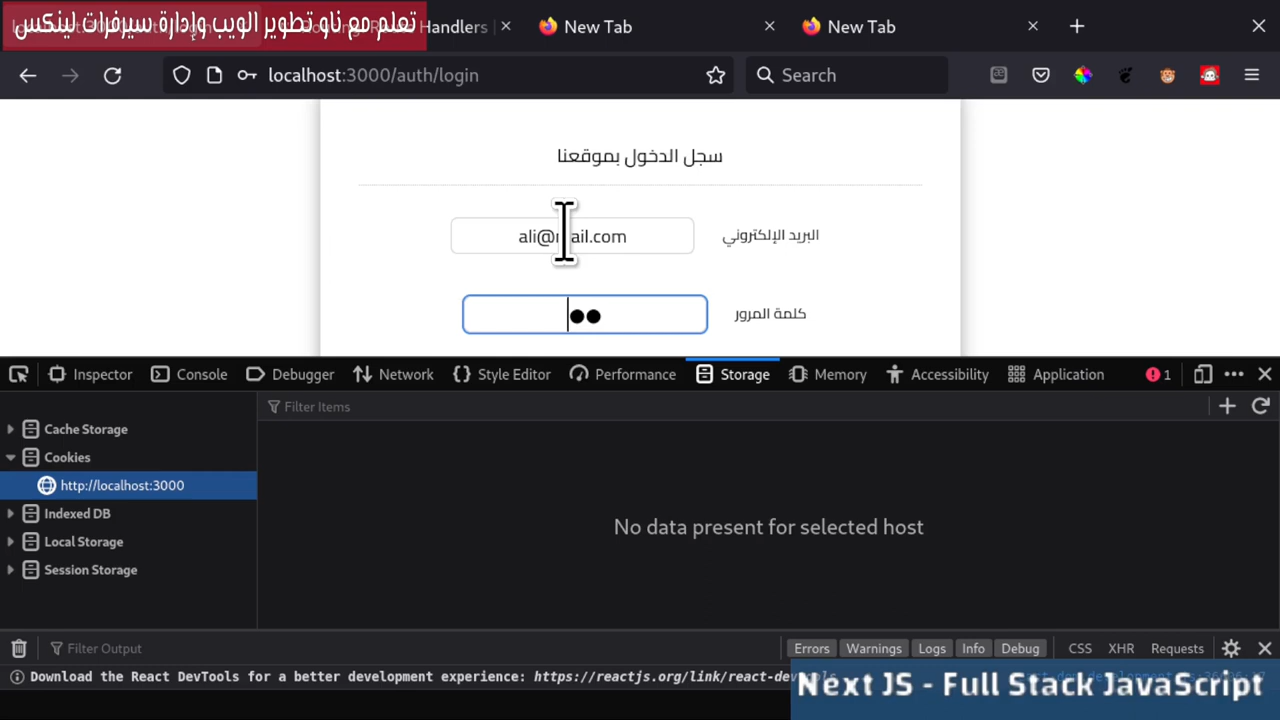 تعلم مع ناو تطوير الويب وإدارة سيرفرات لينكس
Handlers
New Tab
New Tab
localhost:3000/auth/login
Search
سجل الدخول بموقعنا
البريد الإلكتروني
ali@mail.com
كلمة المرور
Inspector
Console
Debugger
Network
Style Editor
Performance
Storage
Memory
Accessibility
Application
1
Cache Storage
Filter Items
Cookies
http://localhost:3000
Indexed DB
No data present for selected host
Local Storage
Session Storage
Filter Output
Errors
Warnings
Logs
Info
Debug
CSS
XHR
Requests
Download the React DevTools for a better development experience: https://reactjs.org/link/react-devtools
Next JS - Full Stack JavaScript